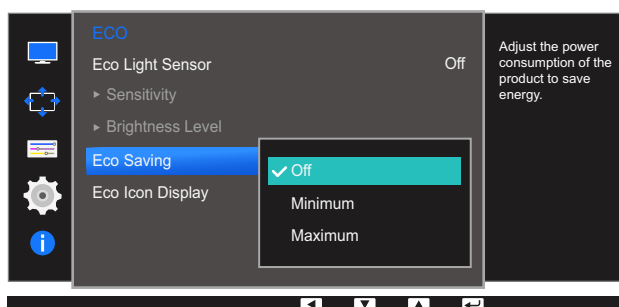 ECO
Eco Light Sensor Off
▸ Sensitivity
▸ Brightness Level
Eco Saving
Eco Icon Display
Off
Minimum
Maximum
Adjust the power
consumption of the
product to save
energy.